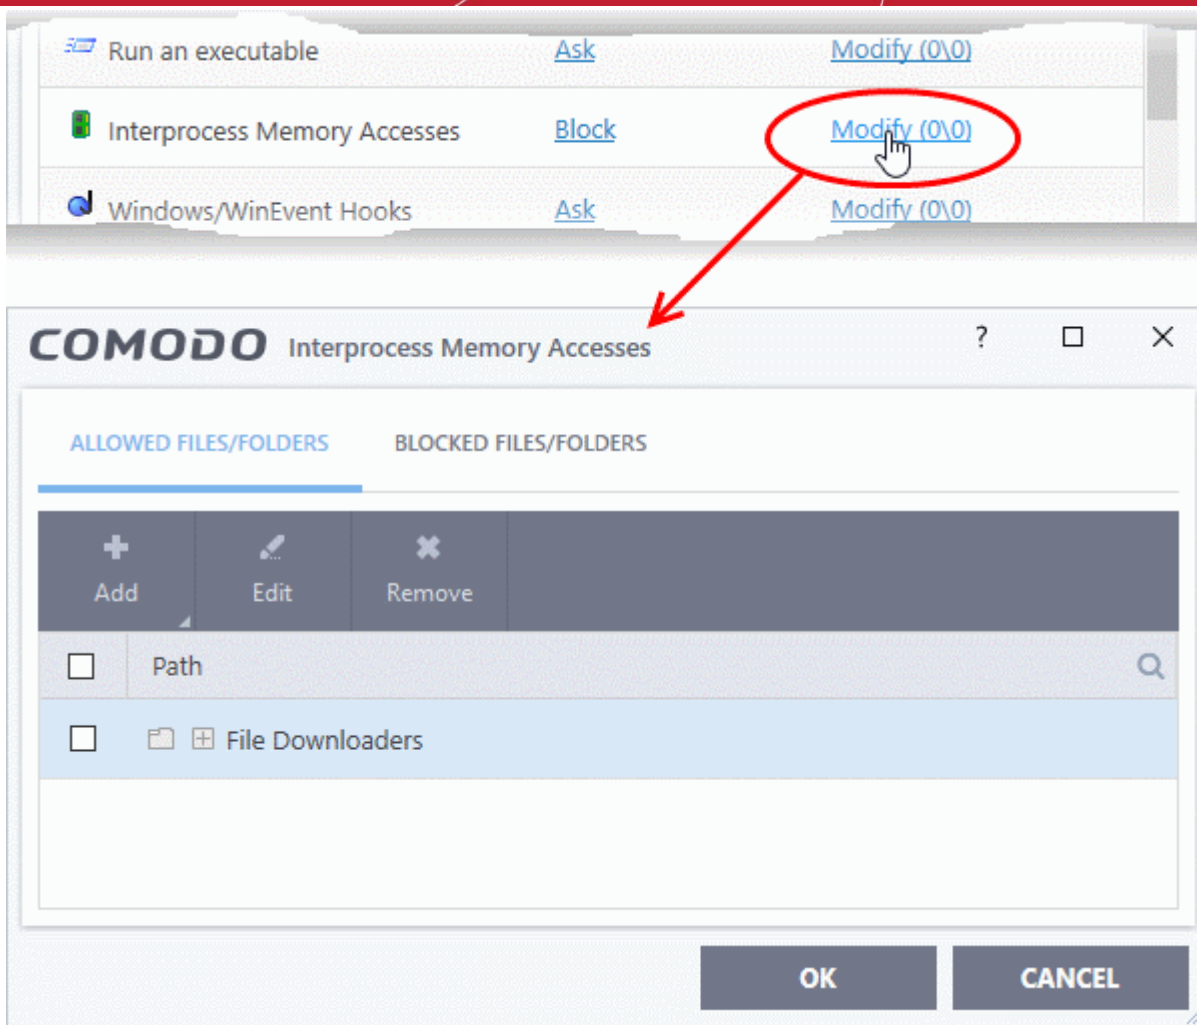 Run an executable Ask Modify (0\0)
Interprocess Memory Accesses Block Modify (0\0)
Windows/WinEvent Hooks Ask Modify (0\0)
COMODO Interprocess Memory Accesses ?
ALLOWED FILES/FOLDERS BLOCKED FILES/FOLDERS
Add Edit Remove
Path
File Downloaders
OK CANCEL